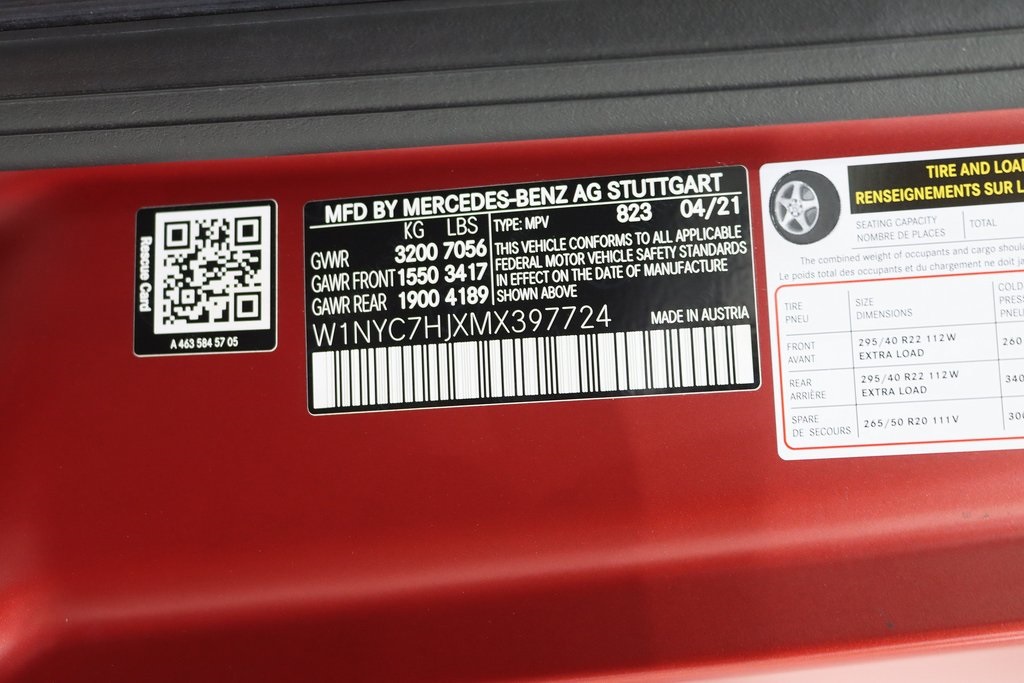 Rescue Card
A 463 584 57 05
MFD BY MERCEDES-BENZ AG STUTTGART
KG LBS
GVWR 3200 7056
GAWR FRONT 1550 3417
GAWR REAR 1900 4189
TYPE: MPV 823 04/21
THIS VEHICLE CONFORMS TO ALL APPLICABLE
FEDERAL MOTOR VEHICLE SAFETY STANDARDS
IN EFFECT ON THE DATE OF MANUFACTURE
SHOWN ABOVE
W1NYC7HJXMX397724 MADE IN AUSTRIA
TIRE AND LOA
RENSEIGNEMENTS SUR L
SEATING CAPACITY
NOMBRE DE PLACES
TOTAL
The combined weight of occupants and cargo shou
Le poids total des occupants et du chargement ne doit ja
TIRE
PNEU
SIZE
DIMENSIONS
COLD
PRESS
PNEU
FRONT
AVANT
295/40 R22 112W
EXTRA LOAD
260
REAR
ARRIÈRE
295/40 R22 112W
EXTRA LOAD
340
SPARE
DE SECOURS
265/50 R20 111V
300